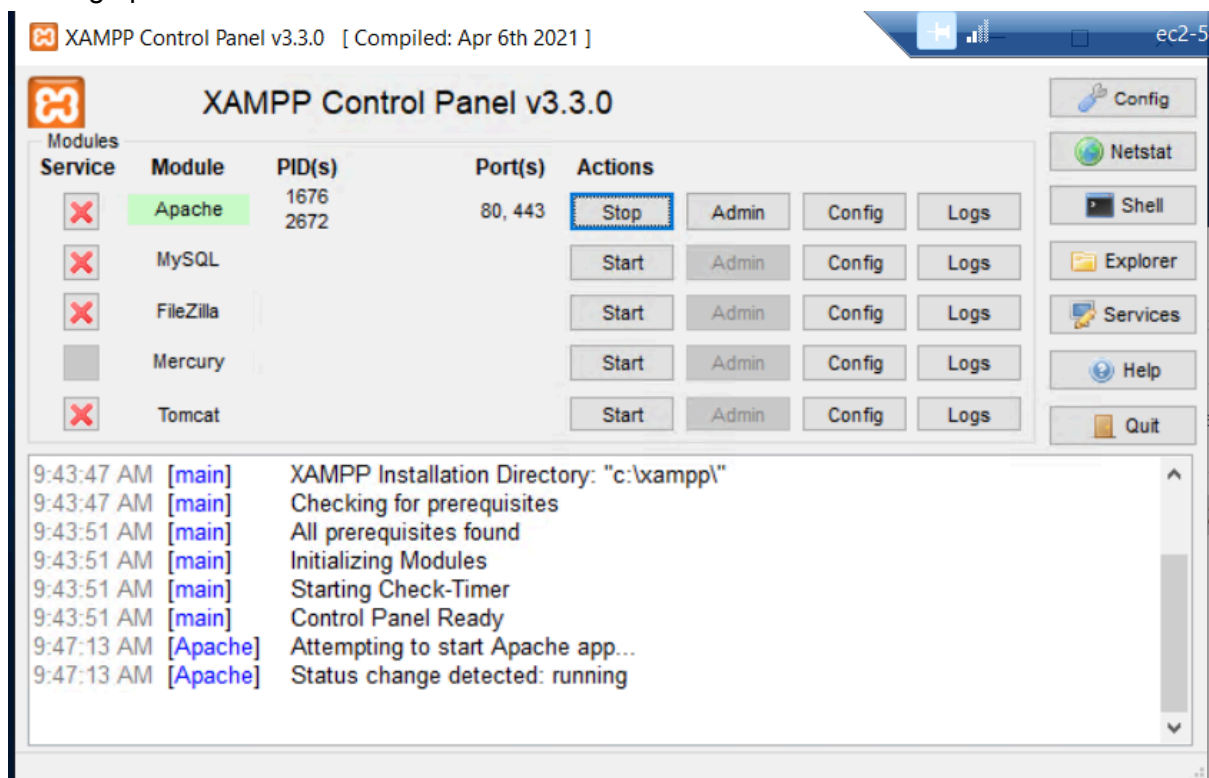 XAMPP Control Panel v3.3.0 [ Compiled: Apr 6th 2021 ]
ec2-5
XAMPP Control Panel v3.3.0
Config
Modules
Netstat
Service Module PID(s) Port(s) Actions
Apache 1676 2672 80, 443 Stop Admin Config Logs
Shell
MySQL Start Admin Config Logs
Explorer
FileZilla Start Admin Config Logs
Services
Mercury Start Admin Config Logs
Help
Tomcat Start Admin Config Logs
Quit
9:43:47 AM [main] XAMPP Installation Directory: "c:\xampp\"
9:43:47 AM [main] Checking for prerequisites
9:43:51 AM [main] All prerequisites found
9:43:51 AM [main] Initializing Modules
9:43:51 AM [main] Starting Check-Timer
9:43:51 AM [main] Control Panel Ready
9:47:13 AM [Apache] Attempting to start Apache app...
9:47:13 AM [Apache] Status change detected: running